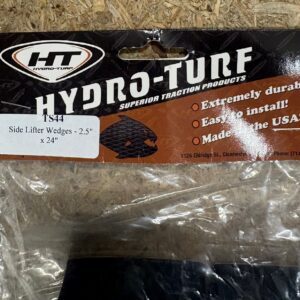 HT
HYDRO-TURF
HYDRO-TURF
SUPERIOR TRACTION PRODUCTS
TS44
Side Lifter Wedges - 2.5"
x 24"
• Extremely durab
• Easy to install!
• Made in the USA